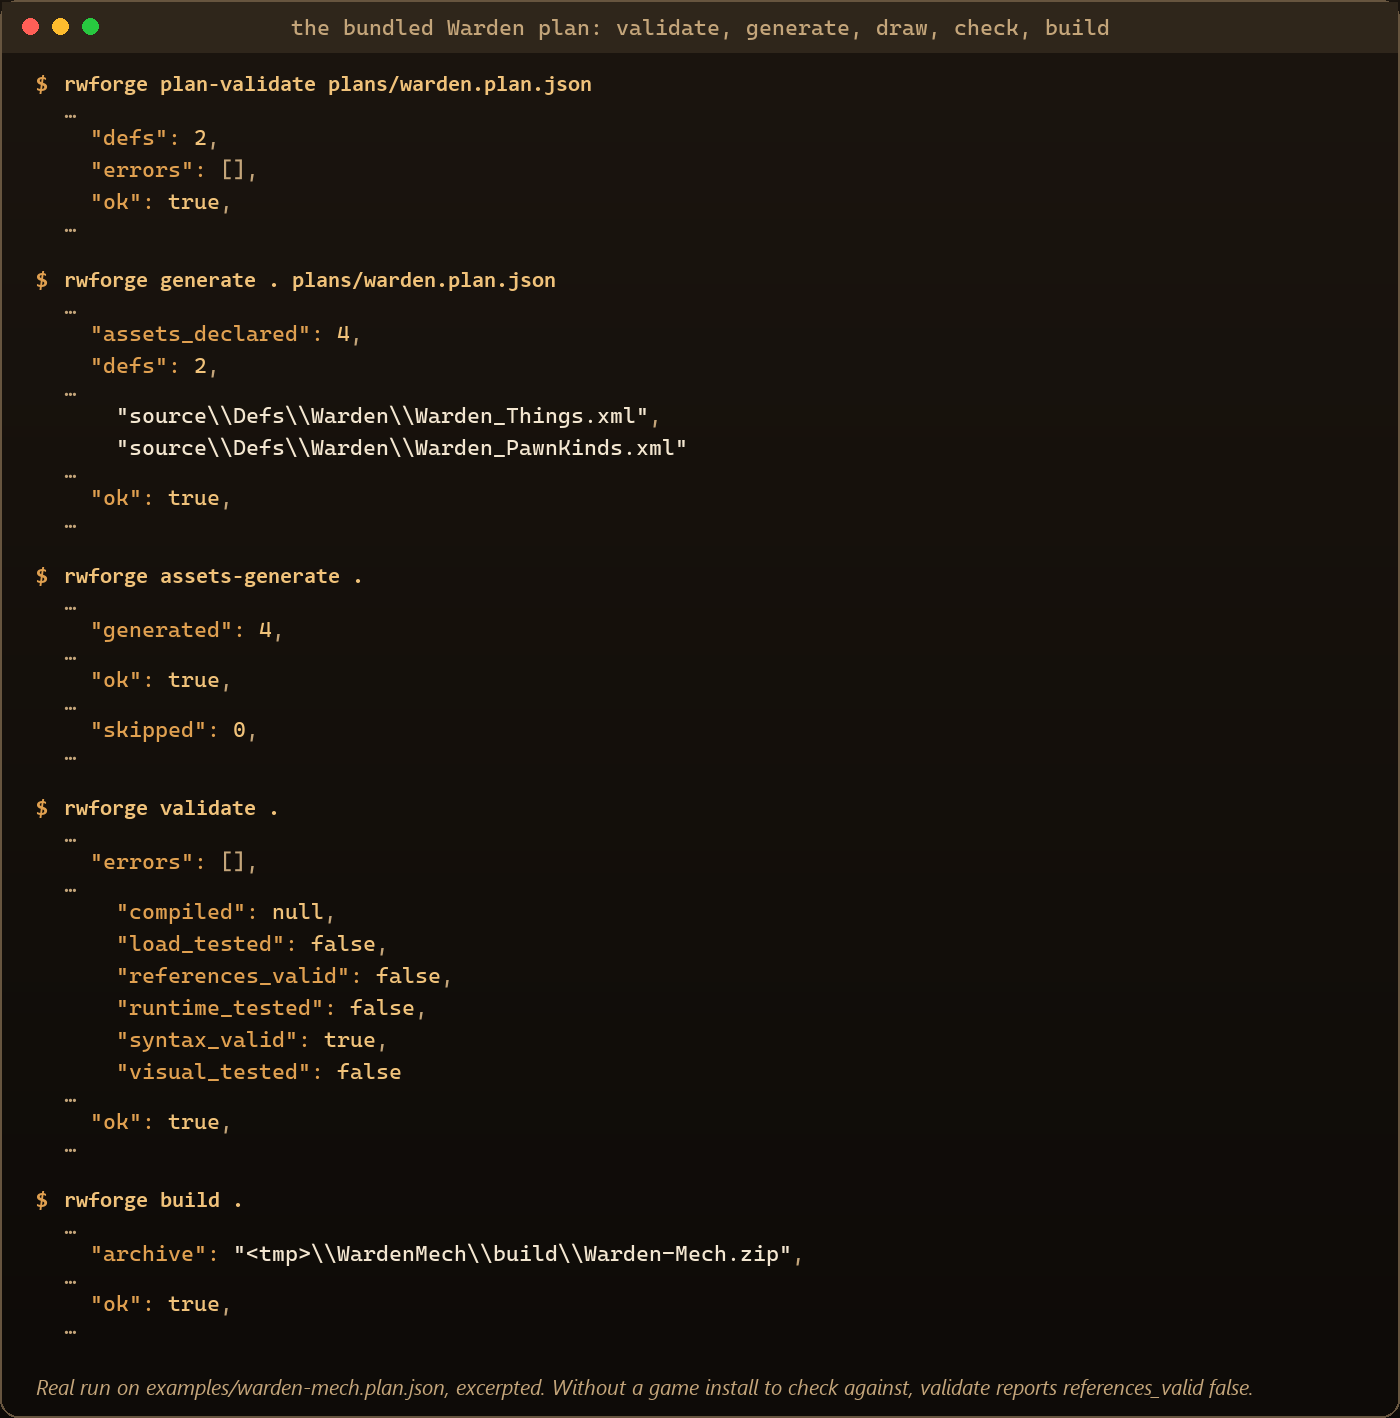 the bundled Warden plan: validate, generate, draw, check, build
$ rwforge plan-validate plans/warden.plan.json
…
"defs": 2,
"errors": [],
"ok": true,
…
$ rwforge generate . plans/warden.plan.json
…
"assets_declared": 4,
"defs": 2,
…
"source\\Defs\\Warden\\Warden_Things.xml",
"source\\Defs\\Warden\\Warden_PawnKinds.xml"
…
"ok": true,
…
$ rwforge assets-generate .
…
"generated": 4,
…
"ok": true,
…
"skipped": 0,
…
$ rwforge validate .
…
"errors": [],
…
"compiled": null,
"load_tested": false,
"references_valid": false,
"runtime_tested": false,
"syntax_valid": true,
"visual_tested": false
…
"ok": true,
…
$ rwforge build .
…
"archive": "<tmp>\\WardenMech\\build\\Warden-Mech.zip",
…
"ok": true,
…
Real run on examples/warden-mech.plan.json, excerpted. Without a game install to check against, validate reports references_valid false.